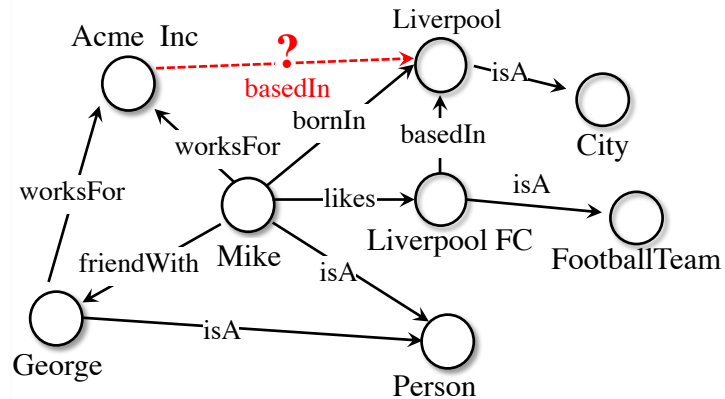 Liverpool
Acme Inc
?
isA
basedIn
bornIn
City
basedIn
worksFor
isA
worksFor
likes
Liverpool FC
Mike
FootballTeam
friendWith
isA
isA
George
Person